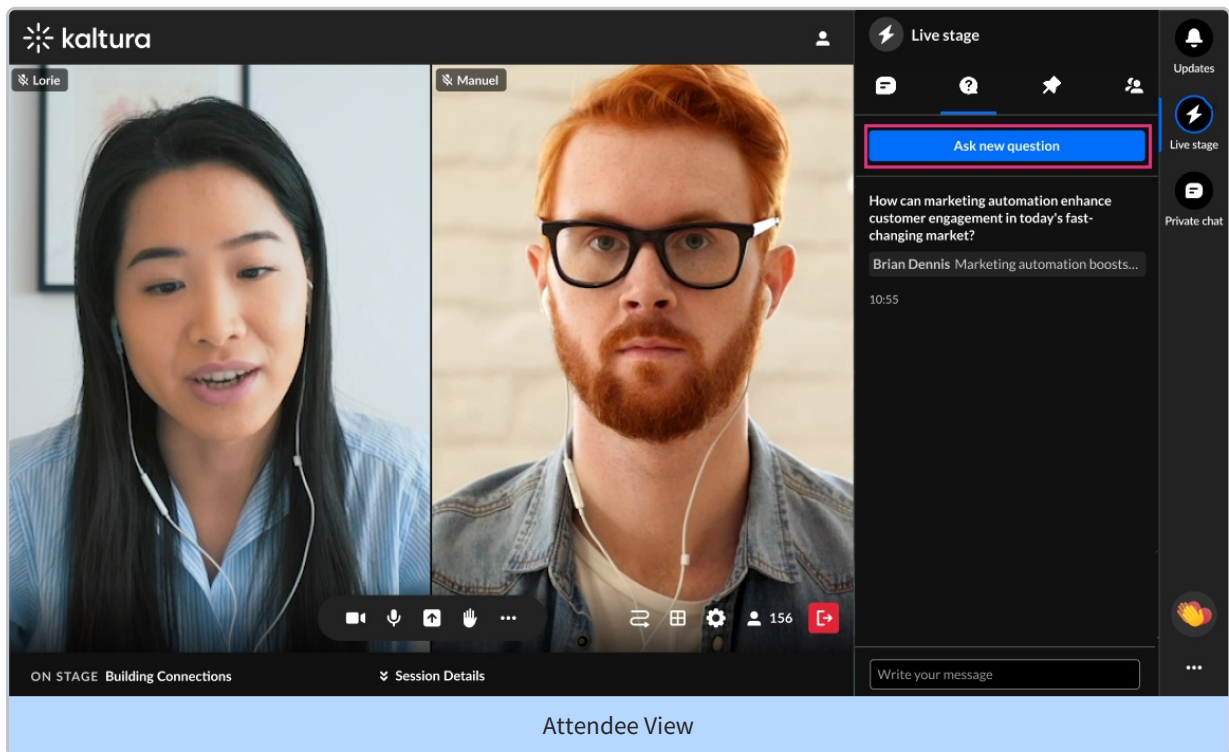 kaltura
Lorie
Manuel
156
ON STAGE Building Connections
Session Details
Live stage
Ask new question
How can marketing automation enhance
customer engagement in today's fast-
changing market?
Brian Dennis Marketing automation boosts...
10:55
Write your message
Updates
Live stage
Private chat
Attendee View